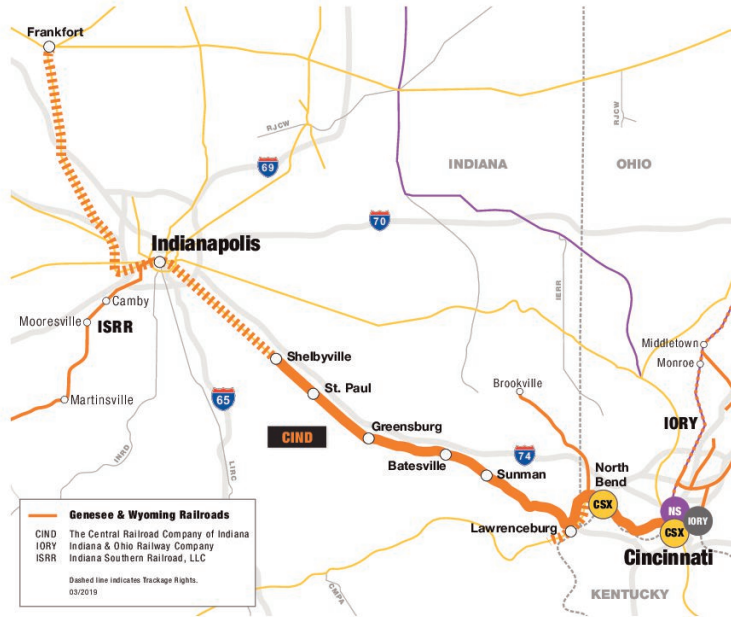 Frankfort
RJCW
RJCW
69
INDIANA
OHIO
70
Indianapolis
IERR
Camby
Mooresville
ISRR
Middletown
Monroe
Shelbyville
Brookville
St. Paul
Martinsville
65
IORY
CIND
Greensburg
74
Batesville
INRD
LIRC
North
Bend
Sunman
CSX
NS
IORY
Lawrenceburg
CSX
Cincinnati
CMPA
KENTUCKY
Genesee & Wyoming Railroads
CIND The Central Railroad Company of Indiana
IORY Indiana & Ohio Railway Company
ISRR Indiana Southern Railroad, LLC
Dashed line indicates Trackage Rights.
03/2019